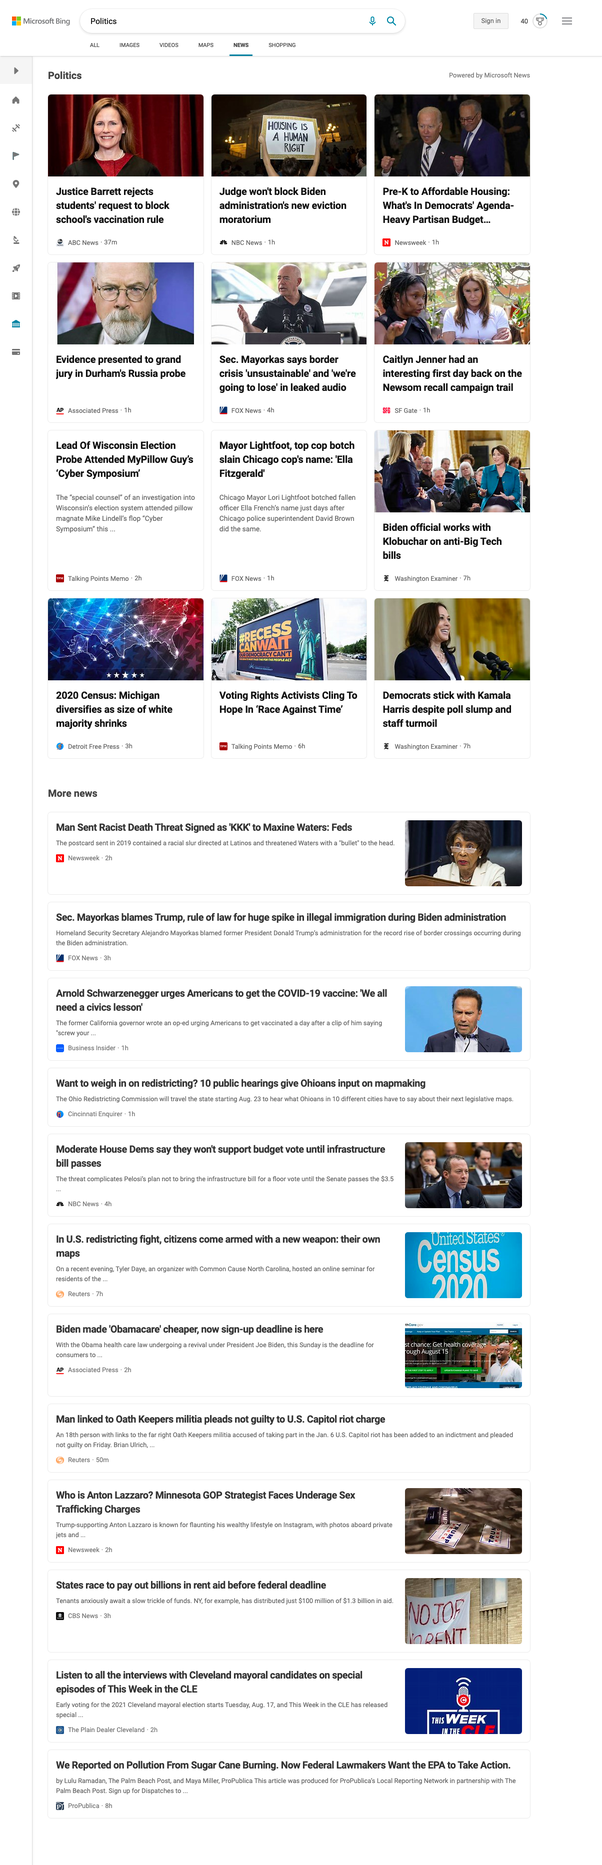 Microsoft Bing
Politics
Sign in
40
ALL
IMAGES
VIDEOS
MAPS
NEWS
SHOPPING
Politics
Powered by Microsoft News
HOUSING IS
A HUMAN
RIGHT
Justice Barrett rejects
students' request to block
school's vaccination rule
ABC News · 37m
Judge won't block Biden
administration's new eviction
moratorium
NBC News · 1h
Pre-K to Affordable Housing:
What's In Democrats' Agenda-
Heavy Partisan Budget...
Newsweek · 1h
Evidence presented to grand
jury in Durham's Russia probe
AP Associated Press · 1h
Sec. Mayorkas says border
crisis 'unsustainable' and 'we're
going to lose' in leaked audio
FOX News · 4h
Caitlyn Jenner had an
interesting first day back on the
Newsom recall campaign trail
SF Gate · 1h
Lead Of Wisconsin Election
Probe Attended MyPillow Guy's
'Cyber Symposium'
The "special counsel" of an investigation into
Wisconsin's election system attended pillow
magnate Mike Lindell's flop "Cyber
Symposium" this ...
Talking Points Memo · 2h
Mayor Lightfoot, top cop botch
slain Chicago cop's name: 'Ella
Fitzgerald'
Chicago Mayor Lori Lightfoot botched fallen
officer Ella French's name just days after
Chicago police superintendent David Brown
did the same.
FOX News · 1h
Biden official works with
Klobuchar on anti-Big Tech
bills
Washington Examiner · 7h
2020 Census: Michigan
diversifies as size of white
majority shrinks
Detroit Free Press · 3h
#RECESS
CANWAIT
Voting Rights Activists Cling To
Hope In 'Race Against Time'
Talking Points Memo · 6h
Democrats stick with Kamala
Harris despite poll slump and
staff turmoil
Washington Examiner · 7h
More news
Man Sent Racist Death Threat Signed as 'KKK' to Maxine Waters: Feds
The postcard sent in 2019 contained a racial slur directed at Latinos and threatened Waters with a "bullet" to the head.
N Newsweek · 2h
Sec. Mayorkas blames Trump, rule of law for huge spike in illegal immigration during Biden administration
Homeland Security Secretary Alejandro Mayorkas blamed former President Donald Trump's administration for the record rise of border crossings occurring during
the Biden administration.
FOX News · 3h
Arnold Schwarzenegger urges Americans to get the COVID-19 vaccine: 'We all
need a civics lesson'
The former California governor wrote an op-ed urging Americans to get vaccinated a day after a clip of him saying
"screw your ...
Business Insider · 1h
Want to weigh in on redistricting? 10 public hearings give Ohioans input on mapmaking
The Ohio Redistricting Commission will travel the state starting Aug. 23 to hear what Ohioans in 10 different cities have to say about their next legislative maps.
Cincinnati Enquirer · 1h
Moderate House Dems say they won't support budget vote until infrastructure
bill passes
The threat complicates Pelosi's plan not to bring the infrastructure bill for a floor vote until the Senate passes the $3.5
...
NBC News · 4h
In U.S. redistricting fight, citizens come armed with a new weapon: their own
maps
On a recent evening, Tyler Daye, an organizer with Common Cause North Carolina, hosted an online seminar for
residents of the ...
Reuters · 7h
United States
Census
2020
Biden made 'Obamacare' cheaper, now sign-up deadline is here
With the Obama health care law undergoing a revival under President Joe Biden, this Sunday is the deadline for
consumers to ...
AP Associated Press · 2h
st chance: Get health coverage
rough August 15
Man linked to Oath Keepers militia pleads not guilty to U.S. Capitol riot charge
An 18th person with links to the far right Oath Keepers militia accused of taking part in the Jan. 6 U.S. Capitol riot has been added to an indictment and pleaded
not guilty on Friday. Brian Ulrich, ...
Reuters · 50m
Who is Anton Lazzaro? Minnesota GOP Strategist Faces Underage Sex
Trafficking Charges
Trump-supporting Anton Lazzaro is known for flaunting his wealthy lifestyle on Instagram, with photos aboard private
jets and ...
N Newsweek · 2h
States race to pay out billions in rent aid before federal deadline
Tenants anxiously await a slow trickle of funds. NY, for example, has distributed just $100 million of $1.3 billion in aid.
CBS News · 3h
NO JOB
RENT
Listen to all the interviews with Cleveland mayoral candidates on special
episodes of This Week in the CLE
Early voting for the 2021 Cleveland mayoral election starts Tuesday, Aug. 17, and This Week in the CLE has released
special ...
The Plain Dealer Cleveland · 2h
THIS WEEK
IN THE CLE
We Reported on Pollution From Sugar Cane Burning. Now Federal Lawmakers Want the EPA to Take Action.
by Lulu Ramadan, The Palm Beach Post, and Maya Miller, ProPublica This article was produced for ProPublica's Local Reporting Network in partnership with The
Palm Beach Post. Sign up for Dispatches to ...
ProPublica · 8h